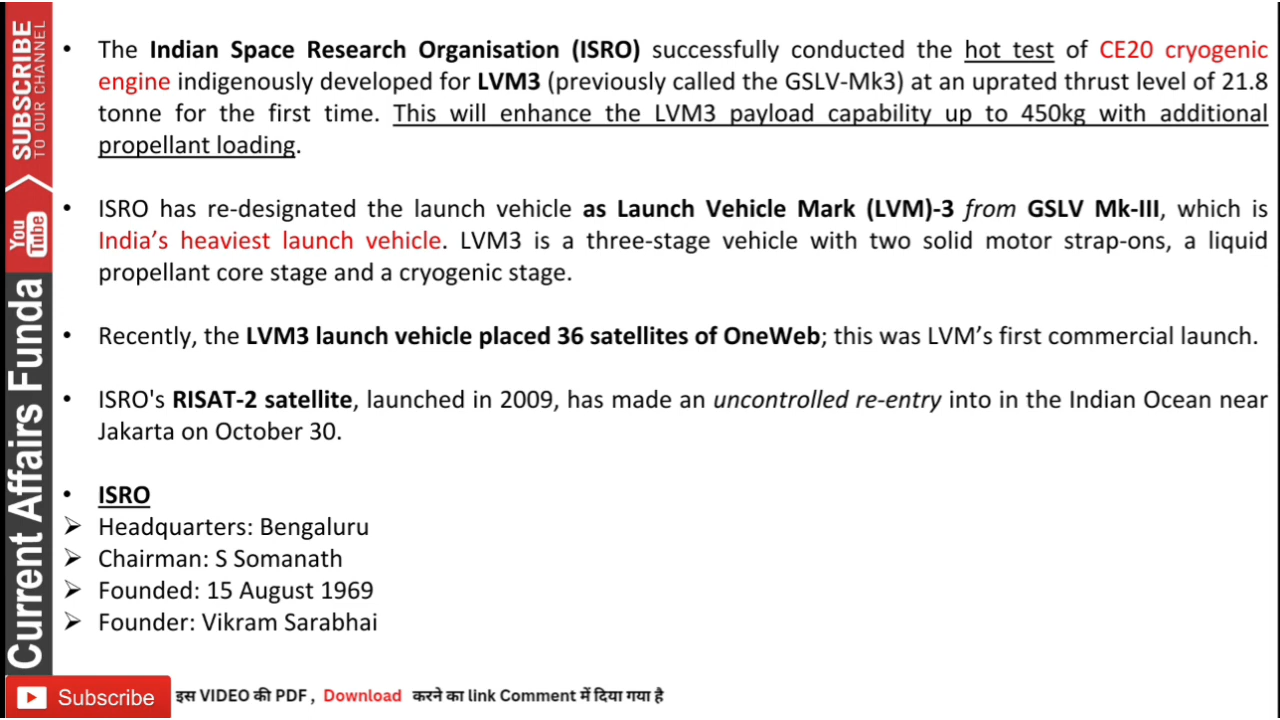 SUBSCRIBE
TO OUR CHANNEL
You
Tube
Current Affairs Funda
• The Indian Space Research Organisation (ISRO) successfully conducted the hot test of CE20 cryogenic
engine indigenously developed for LVM3 (previously called the GSLV-Mk3) at an uprated thrust level of 21.8
tonne for the first time. This will enhance the LVM3 payload capability up to 450kg with additional
propellant loading.
• ISRO has re-designated the launch vehicle as Launch Vehicle Mark (LVM)-3 from GSLV Mk-III, which is
India’s heaviest launch vehicle. LVM3 is a three-stage vehicle with two solid motor strap-ons, a liquid
propellant core stage and a cryogenic stage.
• Recently, the LVM3 launch vehicle placed 36 satellites of OneWeb; this was LVM’s first commercial launch.
• ISRO's RISAT-2 satellite, launched in 2009, has made an uncontrolled re-entry into in the Indian Ocean near
Jakarta on October 30.
• ISRO
➢ Headquarters: Bengaluru
➢ Chairman: S Somanath
➢ Founded: 15 August 1969
➢ Founder: Vikram Sarabhai
Subscribe इस VIDEO की PDF , Download करने का link Comment में दिया गया है